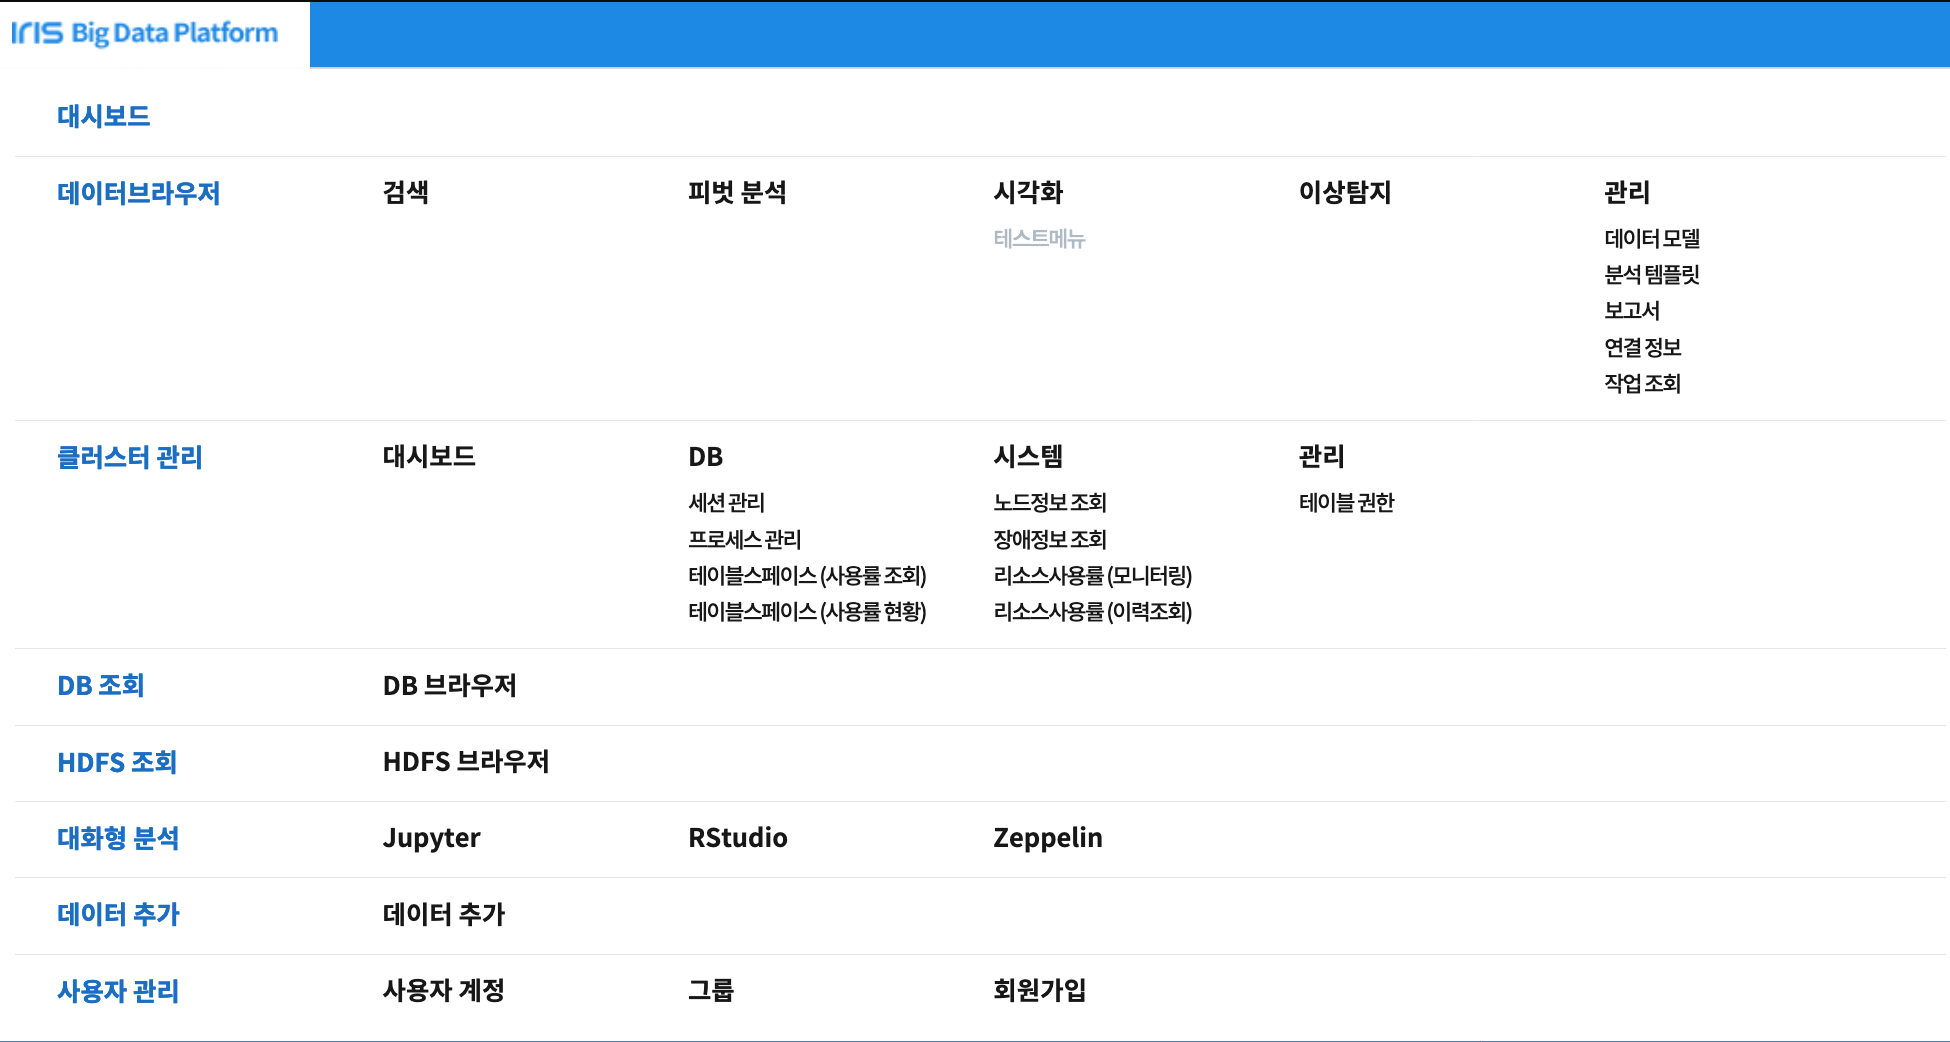 IRIS Big Data Platform
대시보드
데이터브라우저 검색 피벗 분석 시각화 이상탐지 관리
테스트메뉴 데이터 모델
분석 템플릿
보고서
연결 정보
작업 조회
클러스터 관리 대시보드 DB 시스템 관리
세션 관리 노드정보 조회 테이블 권한
프로세스 관리 장애정보 조회
테이블스페이스 (사용률 조회) 리소스사용률 (모니터링)
테이블스페이스 (사용률 현황) 리소스사용률 (이력조회)
DB 조회 DB 브라우저
HDFS 조회 HDFS 브라우저
대화형 분석 Jupyter RStudio Zeppelin
데이터 추가 데이터 추가
사용자 관리 사용자 계정 그룹 회원가입